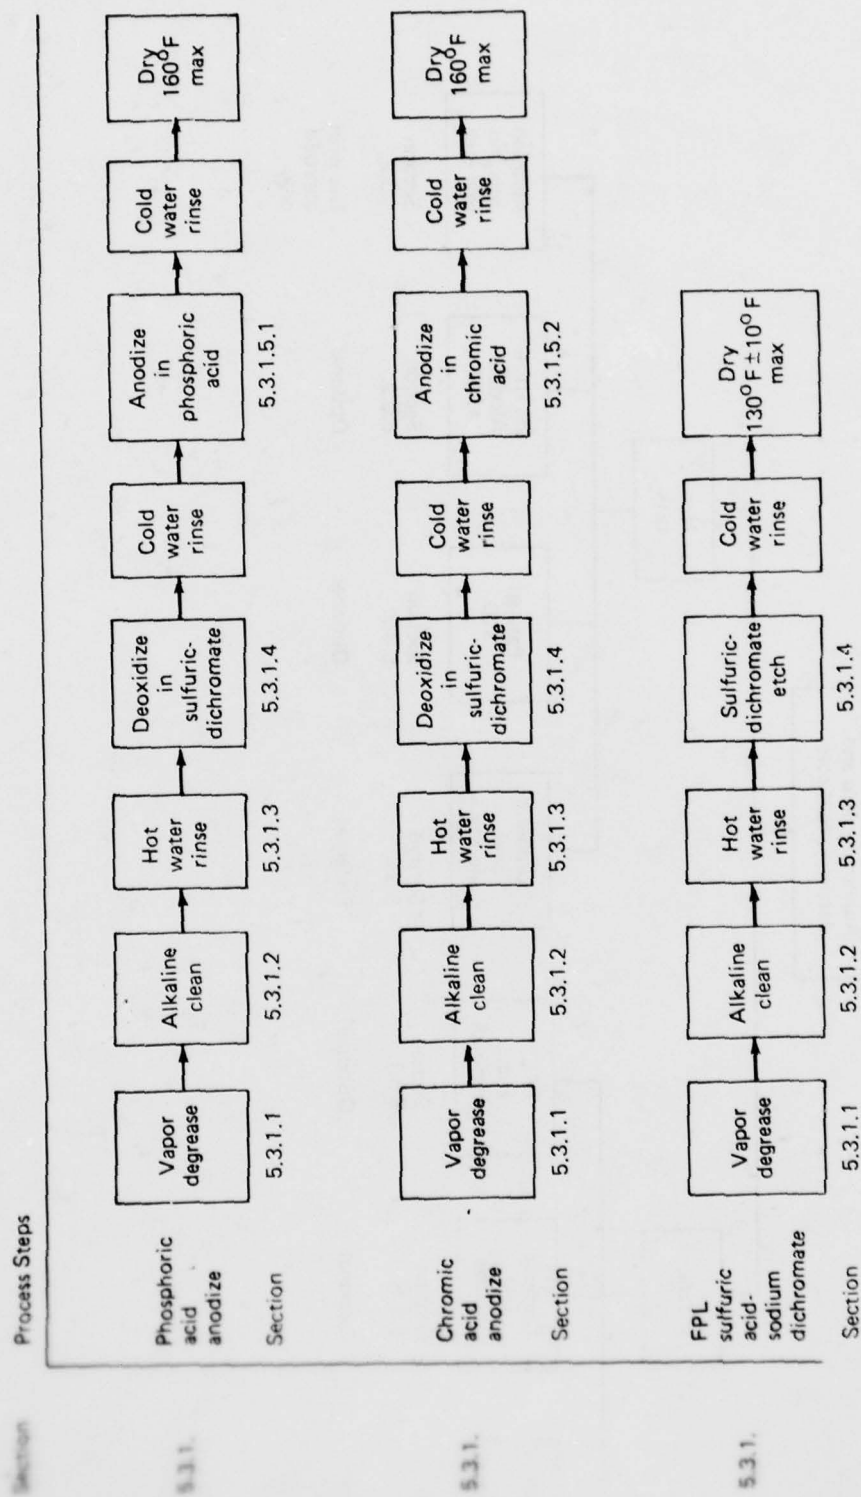 Section
Process Steps
5.3.1.
Phosphoric
acid
anodize
Vapor
degrease
Alkaline
clean
Hot
water
rinse
Deoxidize
in
sulfuric-
dichromate
Cold
water
rinse
Anodize
in
phosphoric
acid
Cold
water
rinse
Dry
160°F
max
Section
5.3.1.1
5.3.1.2
5.3.1.3
5.3.1.4
5.3.1.5.1
5.3.1.
Chromic
acid
anodize
Vapor
degrease
Alkaline
clean
Hot
water
rinse
Deoxidize
in
sulfuric-
dichromate
Cold
water
rinse
Anodize
in
chromic
acid
Cold
water
rinse
Dry
160°F
max
Section
5.3.1.1
5.3.1.2
5.3.1.3
5.3.1.4
5.3.1.5.2
5.3.1.
FPL
sulfuric
acid-
sodium
dichromate
Vapor
degrease
Alkaline
clean
Hot
water
rinse
Sulfuric-
dichromate
etch
Cold
water
rinse
Dry
130° F ± 10° F
max
Section
5.3.1.1
5.3.1.2
5.3.1.3
5.3.1.4